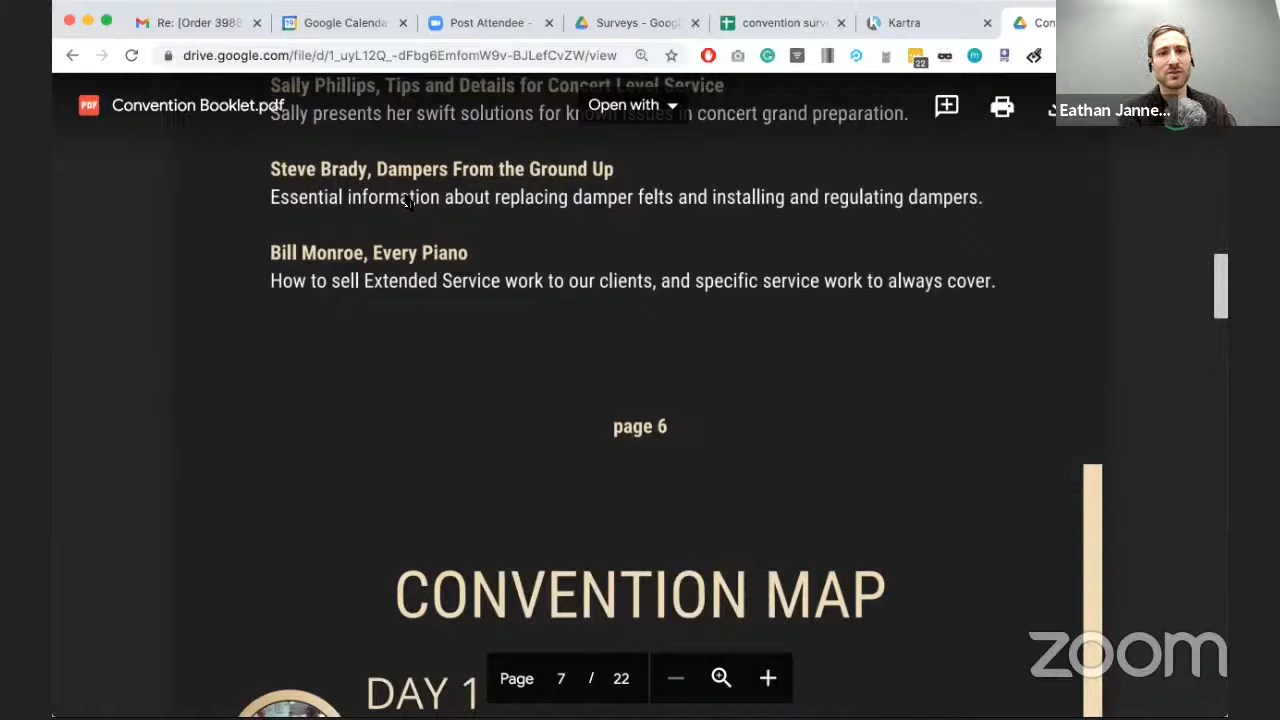 Re: [Order 3988
Google Calenda
Post Attendee -
Surveys - Goog
convention surv
Kartra
Con
drive.google.com/file/d/1_uyL12Q_-dFbg6EmfomW9v-BJLefCvZW/view
22
Eathan Janne...
PDF
Convention Booklet.pdf
Open with
Sally Phillips, Tips and Details for Concert Level Service
Sally presents her swift solutions for known issues in concert grand preparation.
Steve Brady, Dampers From the Ground Up
Essential information about replacing damper felts and installing and regulating dampers.
Bill Monroe, Every Piano
How to sell Extended Service work to our clients, and specific service work to always cover.
page 6
CONVENTION MAP
DAY 1
Page 7 / 22
zoom